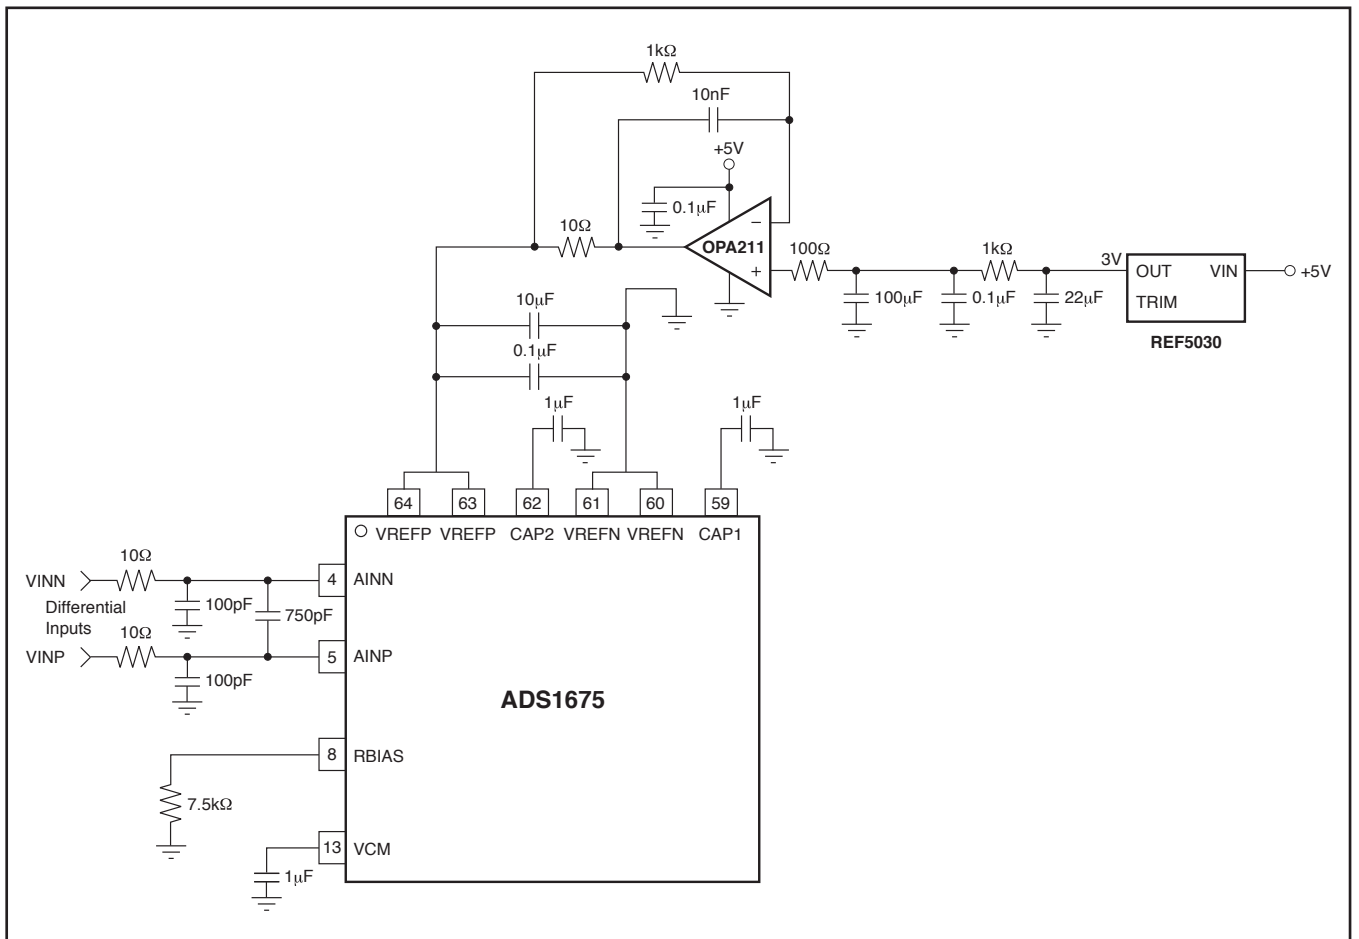 1kΩ
10nF
+5V
0.1µF
10Ω
OPA211
−
+
100Ω
1kΩ
3V
OUT
VIN
+5V
TRIM
100µF
0.1µF
22µF
REF5030
10µF
0.1µF
1µF
1µF
64
63
62
61
60
59
VREFP
VREFP
CAP2
VREFN
VREFN
CAP1
10Ω
VINN
4
AINN
Differential
Inputs
100pF
750pF
10Ω
VINP
5
AINP
100pF
ADS1675
8
RBIAS
7.5kΩ
13
VCM
1µF